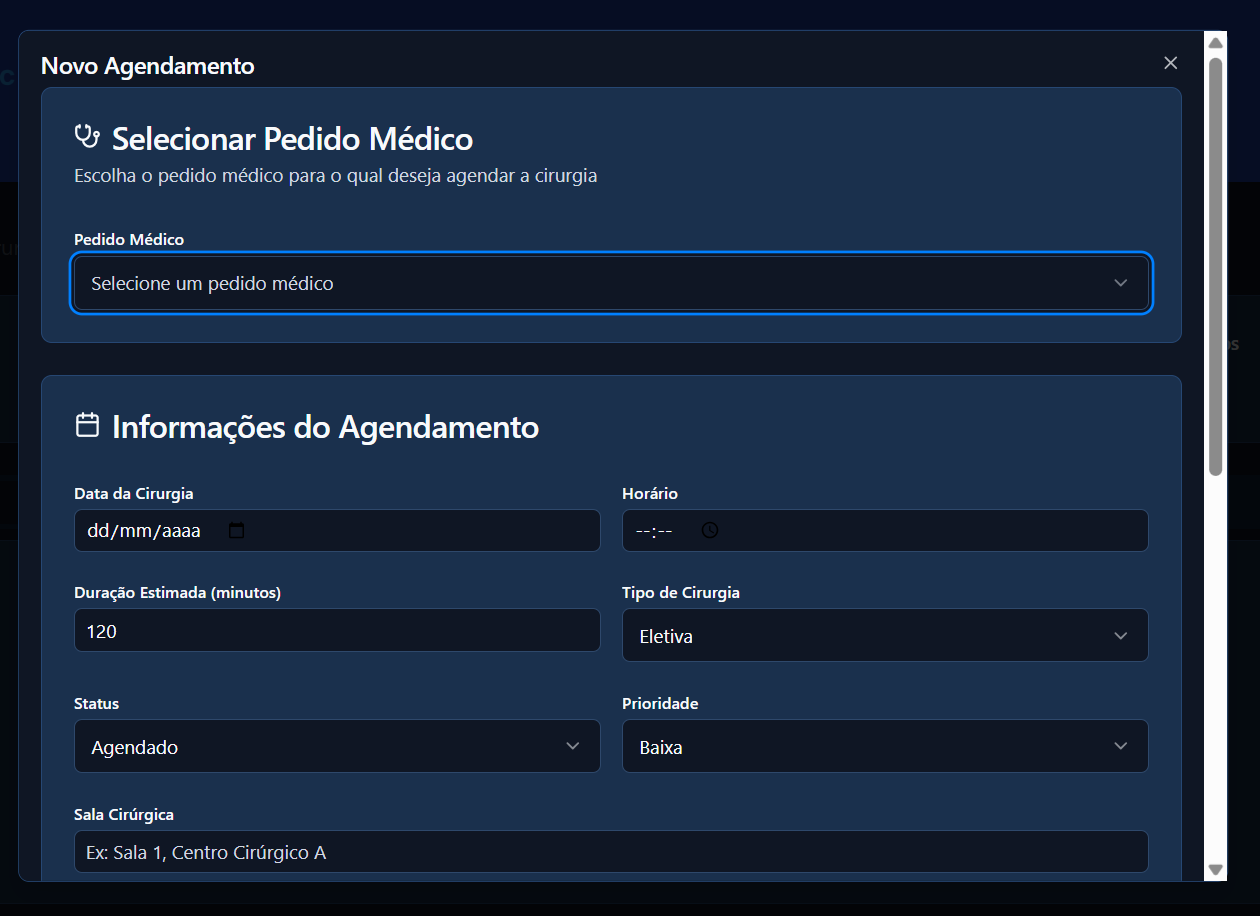 Novo Agendamento
Selecionar Pedido Médico
Escolha o pedido médico para o qual deseja agendar a cirurgia
Pedido Médico
Selecione um pedido médico
Informações do Agendamento
Data da Cirurgia
Horário
dd/mm/aaaa
--:--
Duração Estimada (minutos)
Tipo de Cirurgia
120
Eletiva
Status
Prioridade
Agendado
Baixa
Sala Cirúrgica
Ex: Sala 1, Centro Cirúrgico A